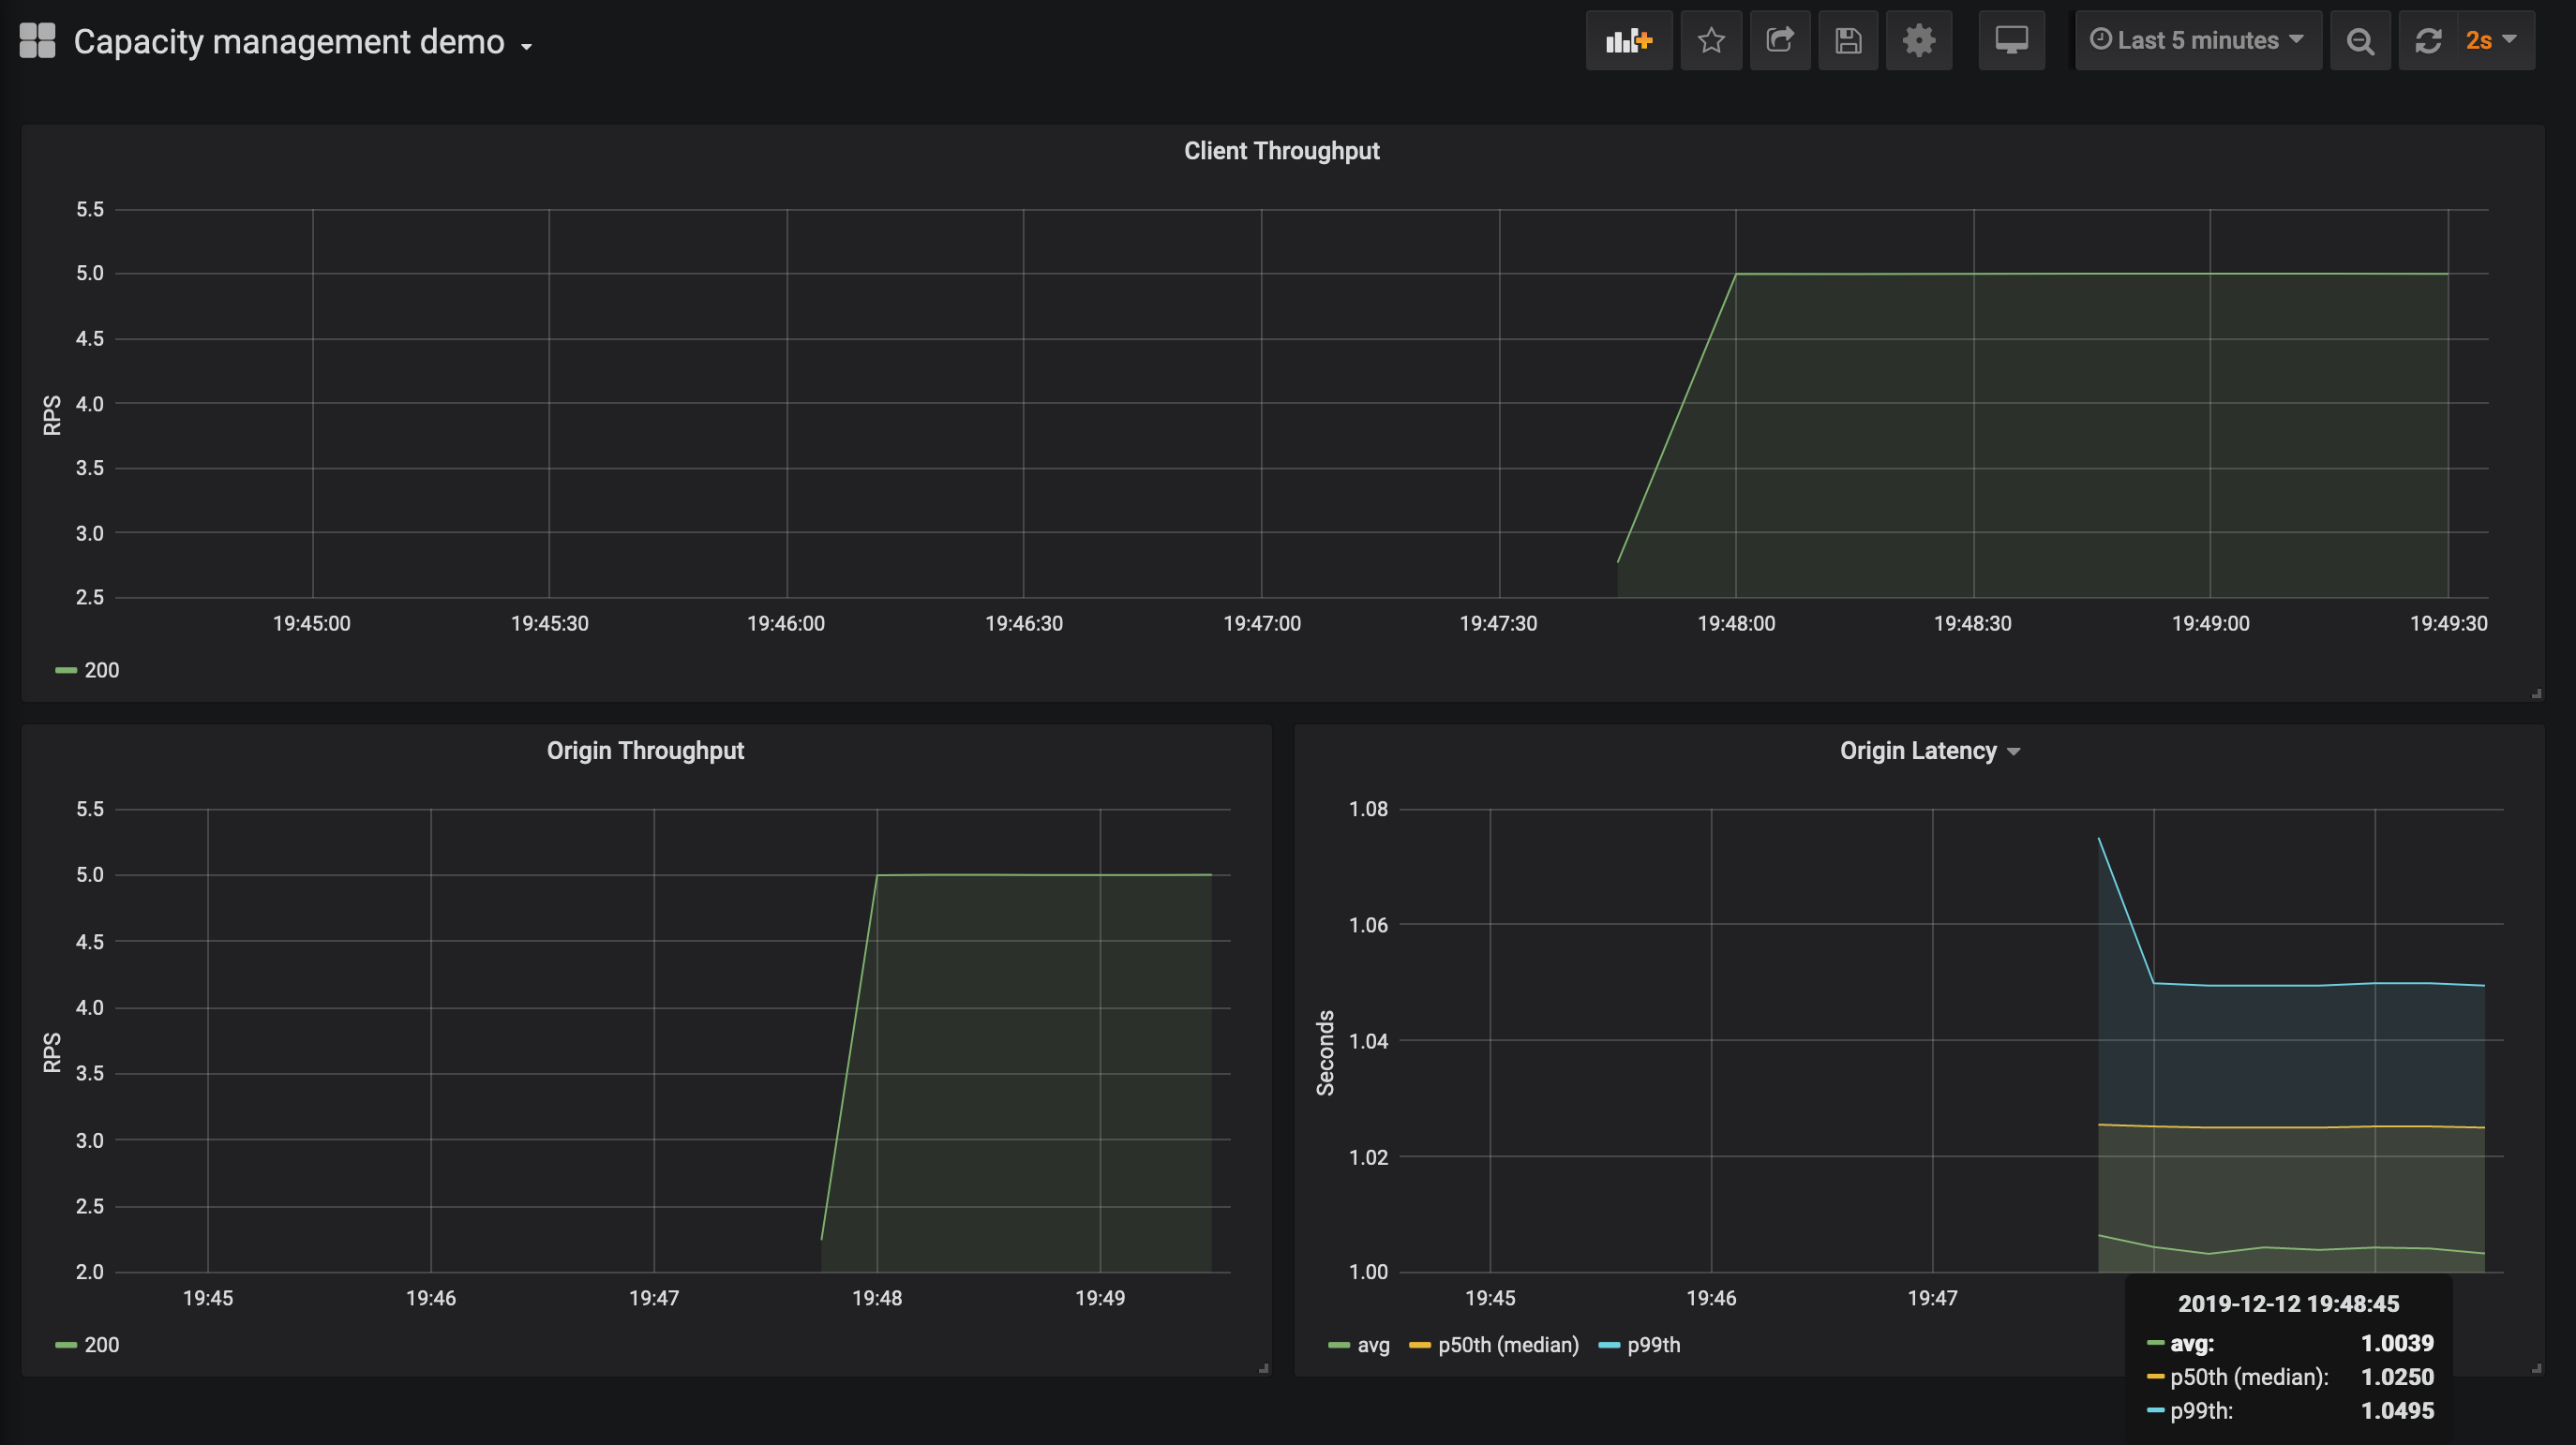 Capacity management demo
Last 5 minutes
2s
Client Throughput
RPS
5.5
5.0
4.5
4.0
3.5
3.0
2.5
19:45:00 19:45:30 19:46:00 19:46:30 19:47:00 19:47:30 19:48:00 19:48:30 19:49:00 19:49:30
200
Origin Throughput
RPS
5.5
5.0
4.5
4.0
3.5
3.0
2.5
2.0
19:45 19:46 19:47 19:48 19:49
200
Origin Latency
Seconds
1.08
1.06
1.04
1.02
1.00
19:45 19:46 19:47
avg p50th (median) p99th
2019-12-12 19:48:45
avg: 1.0039
p50th (median): 1.0250
p99th: 1.0495